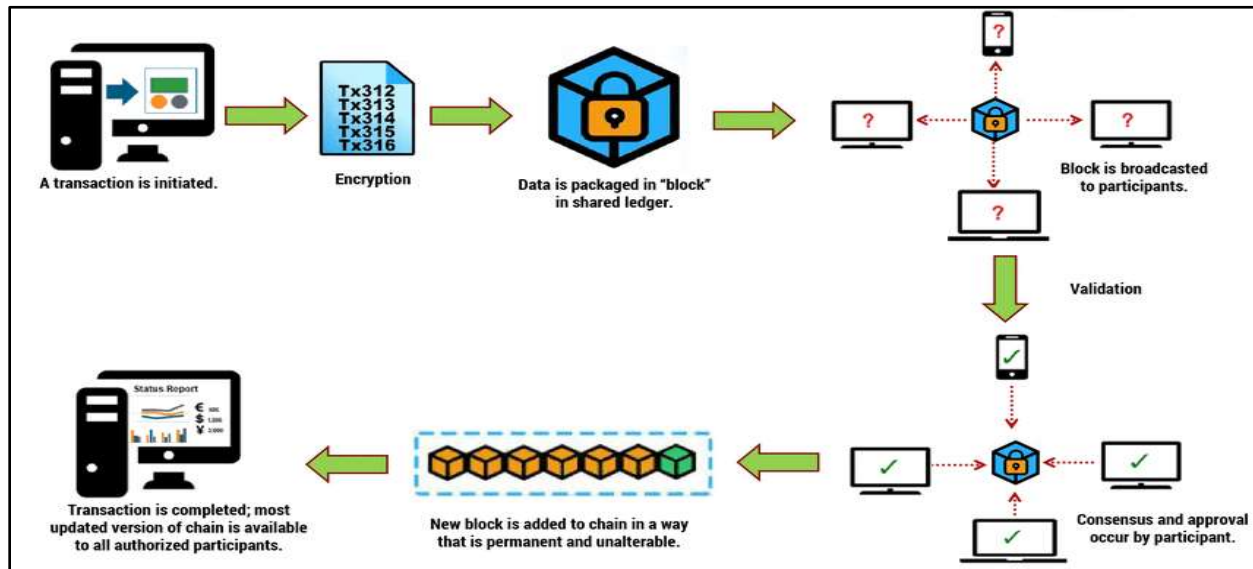 Tx312
Tx313
Tx314
Tx315
Tx316
A transaction is initiated.
Encryption
Data is packaged in “block”
in shared ledger.
?
?
?
?
Block is broadcasted
to participants.
Validation
Consensus and approval
occur by participant.
New block is added to chain in a way
that is permanent and unalterable.
Status Report
€
$
¥
Transaction is completed; most
updated version of chain is available
to all authorized participants.